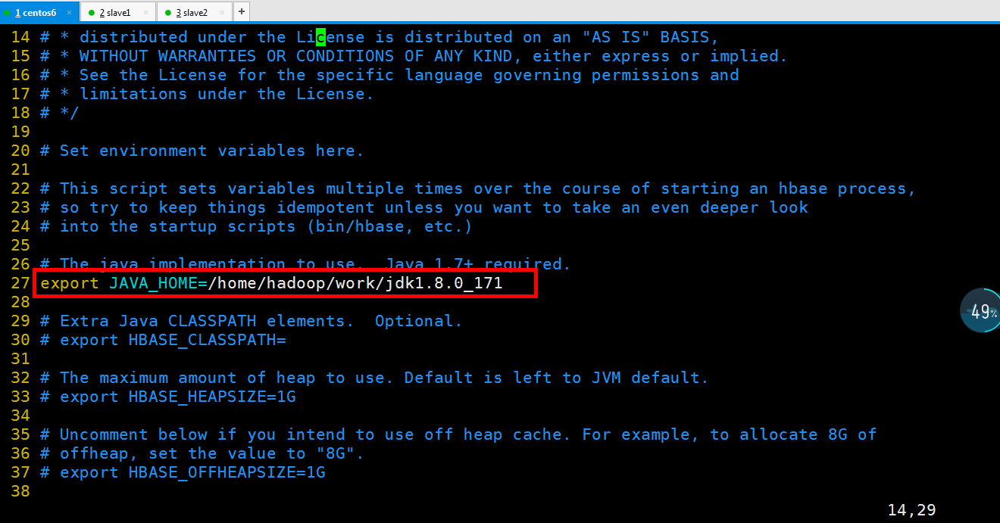 1 centos6 × 2 slave1 × 3 slave2 × +
14 # * distributed under the License is distributed on an "AS IS" BASIS,
15 # * WITHOUT WARRANTIES OR CONDITIONS OF ANY KIND, either express or implied.
16 # * See the License for the specific language governing permissions and
17 # * limitations under the License.
18 # */
19
20 # Set environment variables here.
21
22 # This script sets variables multiple times over the course of starting an hbase process,
23 # so try to keep things idempotent unless you want to take an even deeper look
24 # into the startup scripts (bin/hbase, etc.)
25
26 # The java implementation to use.  Java 1.7+ required.
27 export JAVA_HOME=/home/hadoop/work/jdk1.8.0_171
28
29 # Extra Java CLASSPATH elements.  Optional.
30 # export HBASE_CLASSPATH=
31
32 # The maximum amount of heap to use. Default is left to JVM default.
33 # export HBASE_HEAPSIZE=1G
34
35 # Uncomment below if you intend to use off heap cache. For example, to allocate 8G of
36 # offheap, set the value to "8G".
37 # export HBASE_OFFHEAPSIZE=1G
38
14,29
49%